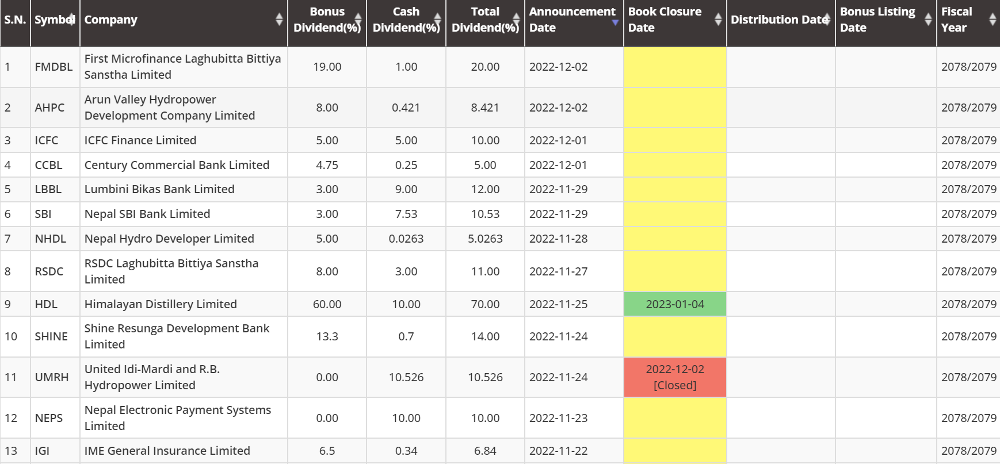 S.N. Symbol Company Bonus Dividend(%) Cash Dividend(%) Total Dividend(%) Announcement Date Book Closure Date Distribution Date Bonus Listing Date Fiscal Year
1 FMDBL First Microfinance Laghubitta Bittiya Sanstha Limited 19.00 1.00 20.00 2022-12-02 2078/2079
2 AHPC Arun Valley Hydropower Development Company Limited 8.00 0.421 8.421 2022-12-02 2078/2079
3 ICFC ICFC Finance Limited 5.00 5.00 10.00 2022-12-01 2078/2079
4 CCBL Century Commercial Bank Limited 4.75 0.25 5.00 2022-12-01 2078/2079
5 LBBL Lumbini Bikas Bank Limited 3.00 9.00 12.00 2022-11-29 2078/2079
6 SBI Nepal SBI Bank Limited 3.00 7.53 10.53 2022-11-29 2078/2079
7 NHDL Nepal Hydro Developer Limited 5.00 0.0263 5.0263 2022-11-28 2078/2079
8 RSDC RSDC Laghubitta Bittiya Sanstha Limited 8.00 3.00 11.00 2022-11-27 2078/2079
9 HDL Himalayan Distillery Limited 60.00 10.00 70.00 2022-11-25 2023-01-04 2078/2079
10 SHINE Shine Resunga Development Bank Limited 13.3 0.7 14.00 2022-11-24 2078/2079
11 UMRH United Idi-Mardi and R.B. Hydropower Limited 0.00 10.526 10.526 2022-11-24 2022-12-02 [Closed] 2078/2079
12 NEPS Nepal Electronic Payment Systems Limited 0.00 10.00 10.00 2022-11-23 2078/2079
13 IGI IME General Insurance Limited 6.5 0.34 6.84 2022-11-22 2078/2079